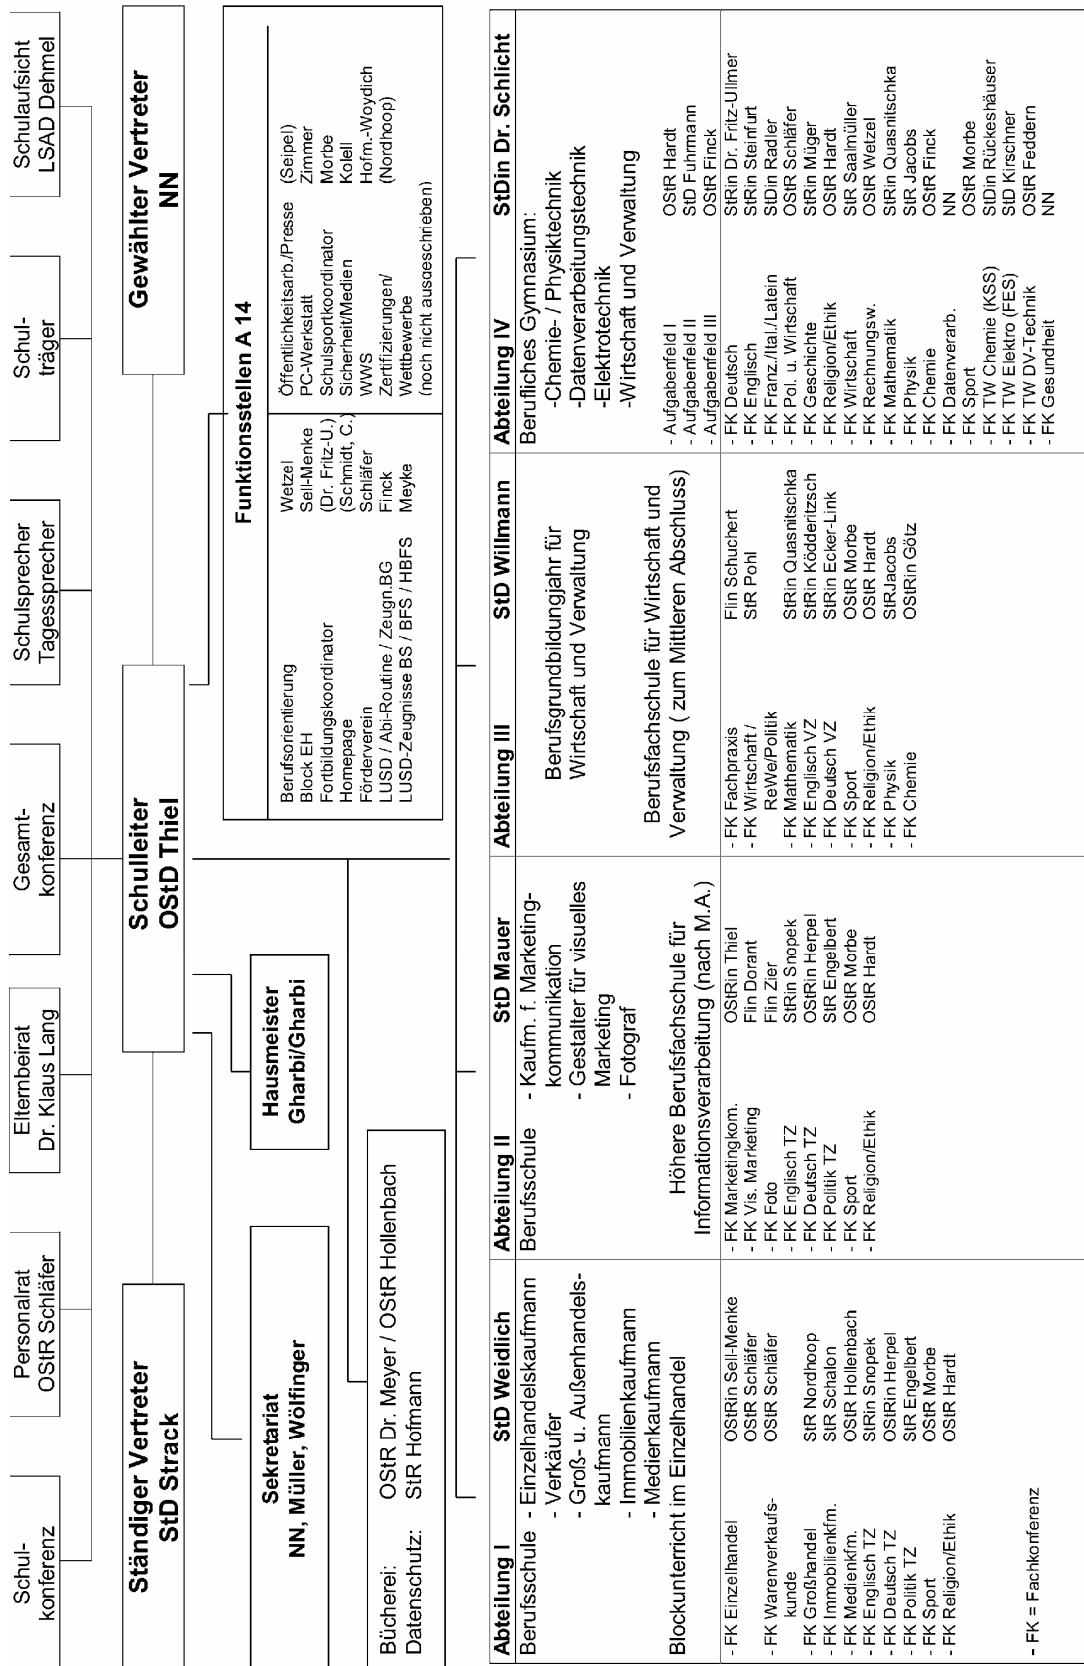 Schul-
konferenz
Personalrat
OStR Schläfer
Elternbeirat
Dr. Klaus Lang
Gesamt-
konferenz
Schulsprecher
Tagessprecher
Schul-
träger
Schulaufsicht
LSAD Dehmel
Ständiger Vertreter
StD Strack
Schulleiter
OStD Thiel
Gewählter Vertreter
NN
Sekretariat
NN, Müller, Wölfinger
Hausmeister
Gharbi/Gharbi
Bücherei: OStR Dr. Meyer / OStR Hollenbach
Datenschutz: StR Hofmann
Funktionsstellen A 14
Berufsorientierung Wetzel
Block EH Sell-Menke
Fortbildungskoordinator (Dr. Fritz-U.)
Homepage (Schmidt, C.)
Förderverein Schläfer
LUSD / Abi-Routine / Zeugn.BG Finck
LUSD-Zeugnisse BS / BFS / HBFS Meyke
Öffentlichkeitsarb./Presse (Seipel)
PC-Werkstatt Zimmer
Schulsportkoordinator Morbe
Sicherheit/Medien Kolell
WWS Hofm.-Woydich
Zertifizierungen/ (Nordhoop)
Wettbewerbe
(noch nicht ausgeschrieben)
Abteilung I StD Weidlich
Berufsschule - Einzelhandelskaufmann
- Verkäufer
- Groß- u. Außenhandels-
kaufmann
- Immobilienkaufmann
- Medienkaufmann
Blockunterricht im Einzelhandel
- FK Einzelhandel OStRin Sell-Menke
OStR Schläfer
- FK Warenverkaufs- OStR Schläfer
kunde
- FK Großhandel StR Nordhoop
- FK Immobilienkfm. StR Schalon
- FK Medienkfm. OStR Hollenbach
- FK Englisch TZ StRin Snopek
- FK Deutsch TZ OStRin Herpel
- FK Politik TZ StR Engelbert
- FK Sport OStR Morbe
- FK Religion/Ethik OStR Hardt
- FK = Fachkonferenz
Abteilung II StD Mauer
Berufsschule - Kaufm. f. Marketing-
kommunikation
- Gestalter für visuelles
Marketing
- Fotograf
Höhere Berufsfachschule für
Informationsverarbeitung (nach M.A.)
- FK Marketingkom. OStRin Thiel
- FK Vis. Marketing Flin Dorant
- FK Foto Flin Zier
- FK Englisch TZ StRin Snopek
- FK Deutsch TZ OStRin Herpel
- FK Politik TZ StR Engelbert
- FK Sport OStR Morbe
- FK Religion/Ethik OStR Hardt
Abteilung III StD Willmann
Berufsgrundbildungjahr für
Wirtschaft und Verwaltung
Berufsfachschule für Wirtschaft und
Verwaltung ( zum Mittleren Abschluss)
- FK Fachpraxis Flin Schuchert
- FK Wirtschaft / StR Pohl
ReWe/Politik
- FK Mathematik StRin Quasnitschka
- FK Englisch VZ StRin Ködderitzsch
- FK Deutsch VZ StRin Ecker-Link
- FK Sport OStR Morbe
- FK Religion/Ethik OStR Hardt
- FK Physik StRJacobs
- FK Chemie OStRin Götz
Abteilung IV StDin Dr. Schlicht
Berufliches Gymnasium:
-Chemie- / Physiktechnik
-Datenverarbeitungstechnik
-Elektrotechnik
-Wirtschaft und Verwaltung
- Aufgabenfeld I OStR Hardt
- Aufgabenfeld II StD Fuhrmann
- Aufgabenfeld III OStR Finck
- FK Deutsch StRin Dr. Fritz-Ullmer
- FK Englisch StRin Steinfurt
- FK Franz./Ital./Latein StDin Radler
- FK Pol. u. Wirtschaft OStR Schläfer
- FK Geschichte StRin Müger
- FK Religion/Ethik OStR Hardt
- FK Wirtschaft StR Saalmüller
- FK Rechnungsw. OStR Wetzel
- FK Mathematik StRin Quasnitschka
- FK Physik StR Jacobs
- FK Chemie OStR Finck
- FK Datenverarb. NN
- FK Sport OStR Morbe
- FK TW Chemie (KSS) StDin Rückeshäuser
- FK TW Elektro (FES) StD Kirschner
- FK TW DV-Technik OStR Feddern
- FK Gesundheit NN